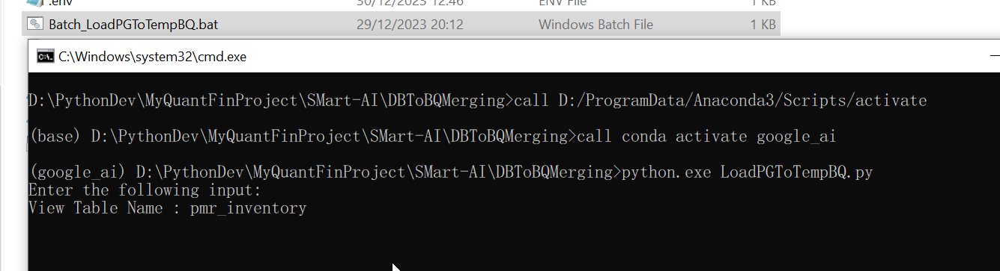 .env 30/12/2023 12:46 ENV File 1 KB
Batch_LoadPGToTempBQ.bat 29/12/2023 20:12 Windows Batch File 1 KB
C:\Windows\system32\cmd.exe
D:\PythonDev\MyQuantFinProject\SMart-AI\DBToBQMerging>call D:/ProgramData/Anaconda3/Scripts/activate
(base) D:\PythonDev\MyQuantFinProject\SMart-AI\DBToBQMerging>call conda activate google_ai
(google_ai) D:\PythonDev\MyQuantFinProject\SMart-AI\DBToBQMerging>python.exe LoadPGToTempBQ.py
Enter the following input:
View Table Name : pmr_inventory